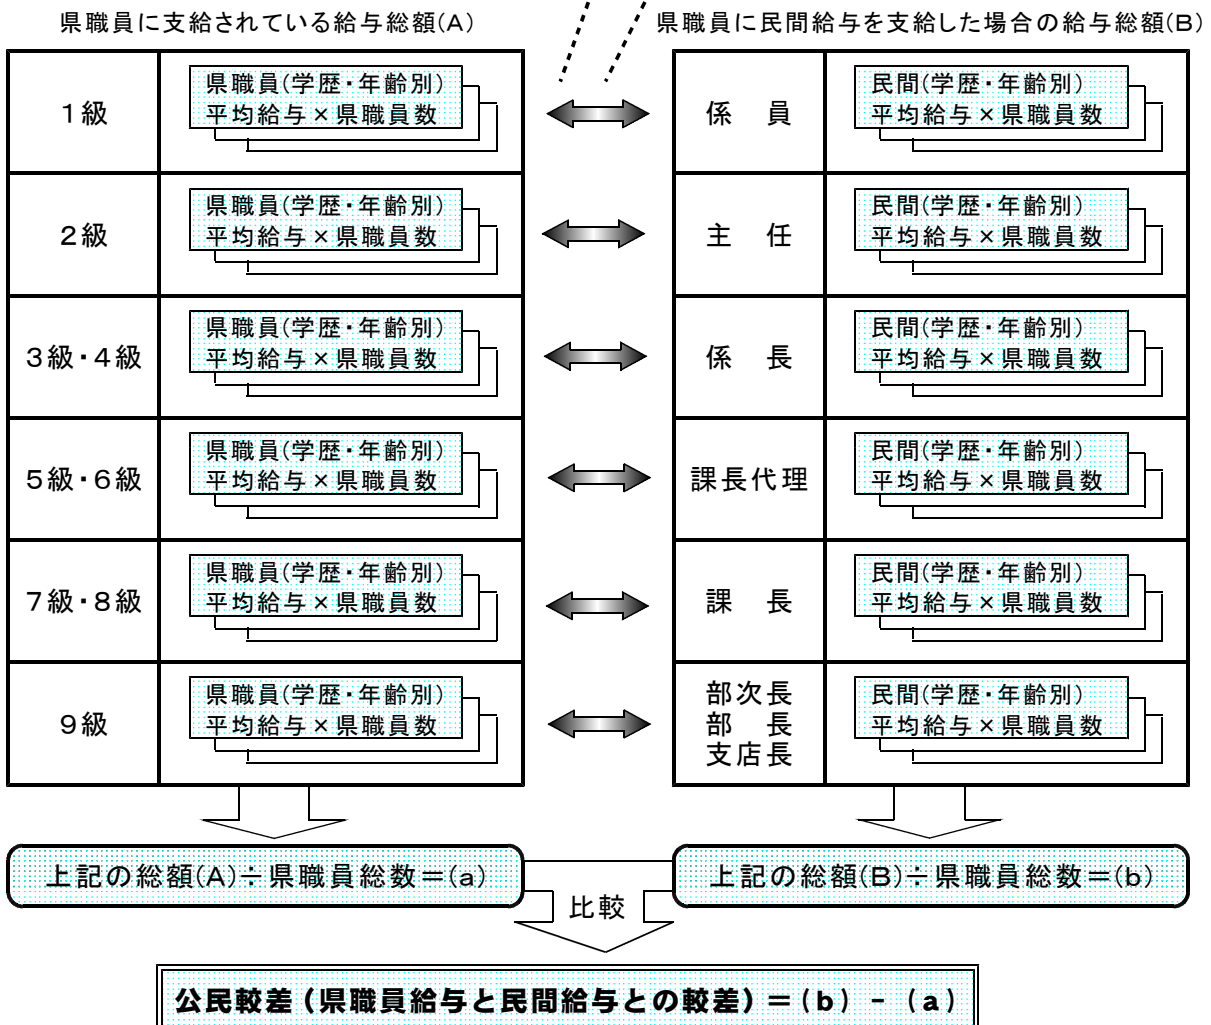 県職員に支給されている給与総額(A)
県職員に民間給与を支給した場合の給与総額(B)
1級
県職員(学歴・年齢別)
平均給与×県職員数
係　員
民間(学歴・年齢別)
平均給与×県職員数
2級
県職員(学歴・年齢別)
平均給与×県職員数
主　任
民間(学歴・年齢別)
平均給与×県職員数
3級・4級
県職員(学歴・年齢別)
平均給与×県職員数
係　長
民間(学歴・年齢別)
平均給与×県職員数
5級・6級
県職員(学歴・年齢別)
平均給与×県職員数
課長代理
民間(学歴・年齢別)
平均給与×県職員数
7級・8級
県職員(学歴・年齢別)
平均給与×県職員数
課　長
民間(学歴・年齢別)
平均給与×県職員数
9級
県職員(学歴・年齢別)
平均給与×県職員数
部次長
部　長
支店長
民間(学歴・年齢別)
平均給与×県職員数
上記の総額(A)÷県職員総数＝(a)
上記の総額(B)÷県職員総数＝(b)
比較
公民較差(県職員給与と民間給与との較差)＝(b) - (a)